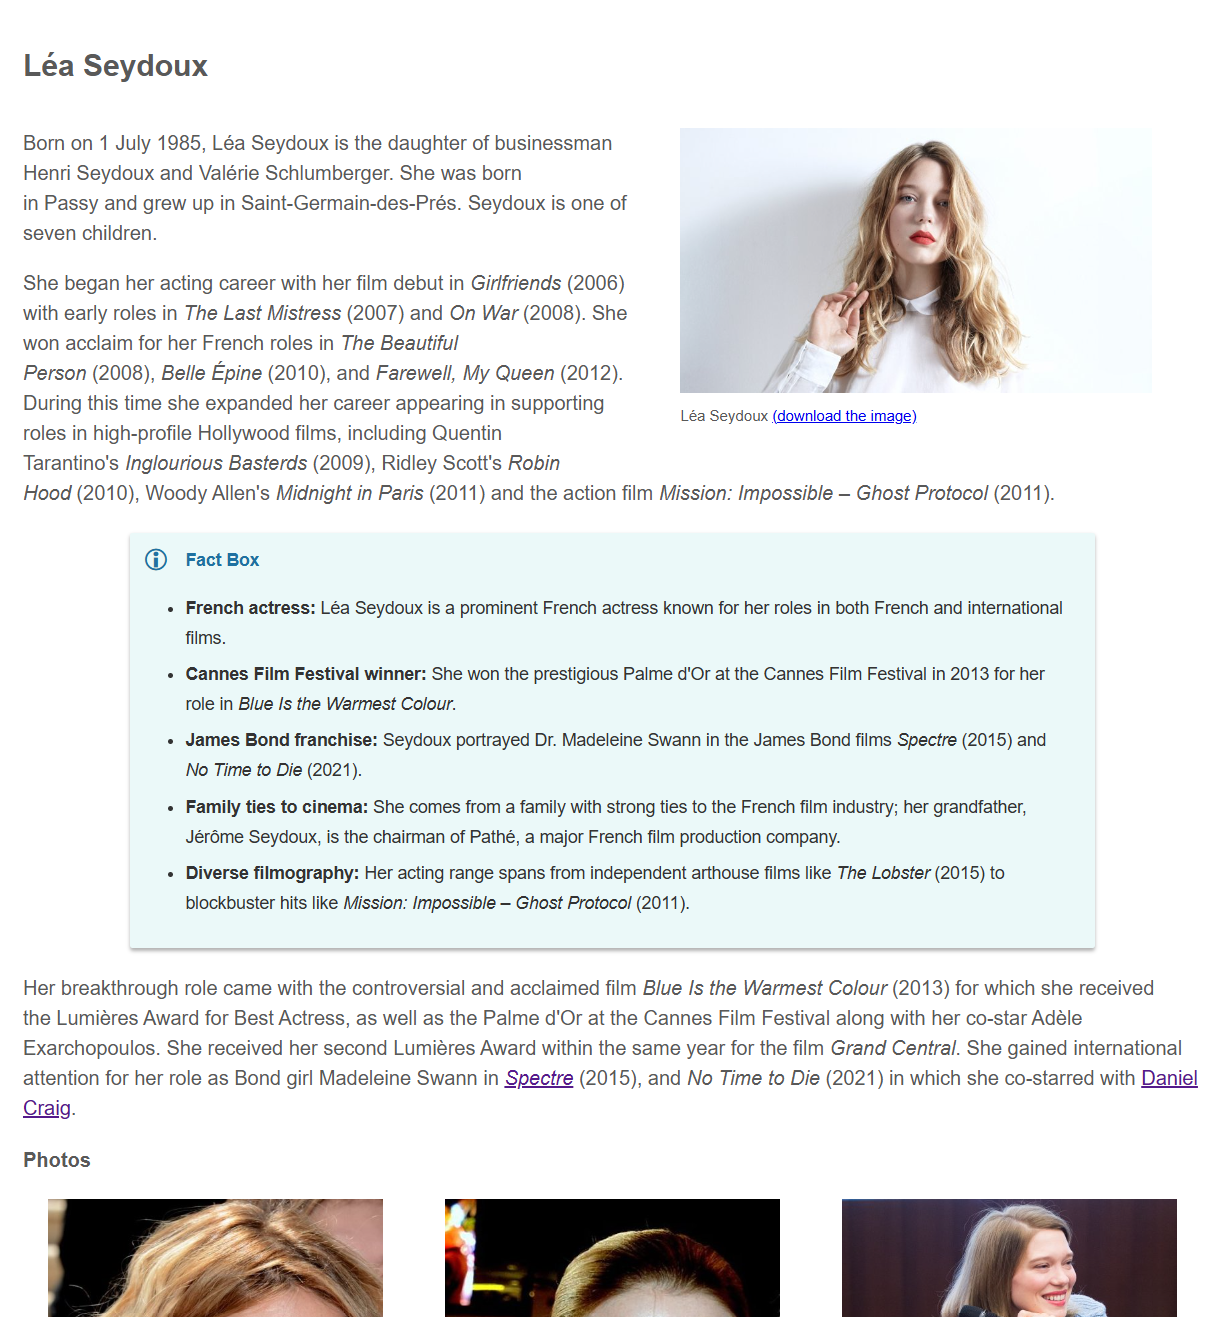 Léa Seydoux
Born on 1 July 1985, Léa Seydoux is the daughter of businessman
Henri Seydoux and Valérie Schlumberger. She was born
in Passy and grew up in Saint-Germain-des-Prés. Seydoux is one of
seven children.
She began her acting career with her film debut in Girlfriends (2006)
with early roles in The Last Mistress (2007) and On War (2008). She
won acclaim for her French roles in The Beautiful
Person (2008), Belle Épine (2010), and Farewell, My Queen (2012).
During this time she expanded her career appearing in supporting
roles in high-profile Hollywood films, including Quentin
Tarantino's Inglourious Basterds (2009), Ridley Scott's Robin
Hood (2010), Woody Allen's Midnight in Paris (2011) and the action film Mission: Impossible – Ghost Protocol (2011).
Léa Seydoux (download the image)
Fact Box
• French actress: Léa Seydoux is a prominent French actress known for her roles in both French and international
films.
• Cannes Film Festival winner: She won the prestigious Palme d'Or at the Cannes Film Festival in 2013 for her
role in Blue Is the Warmest Colour.
• James Bond franchise: Seydoux portrayed Dr. Madeleine Swann in the James Bond films Spectre (2015) and
No Time to Die (2021).
• Family ties to cinema: She comes from a family with strong ties to the French film industry; her grandfather,
Jérôme Seydoux, is the chairman of Pathé, a major French film production company.
• Diverse filmography: Her acting range spans from independent arthouse films like The Lobster (2015) to
blockbuster hits like Mission: Impossible – Ghost Protocol (2011).
Her breakthrough role came with the controversial and acclaimed film Blue Is the Warmest Colour (2013) for which she received
the Lumières Award for Best Actress, as well as the Palme d'Or at the Cannes Film Festival along with her co-star Adèle
Exarchopoulos. She received her second Lumières Award within the same year for the film Grand Central. She gained international
attention for her role as Bond girl Madeleine Swann in Spectre (2015), and No Time to Die (2021) in which she co-starred with Daniel
Craig.
Photos